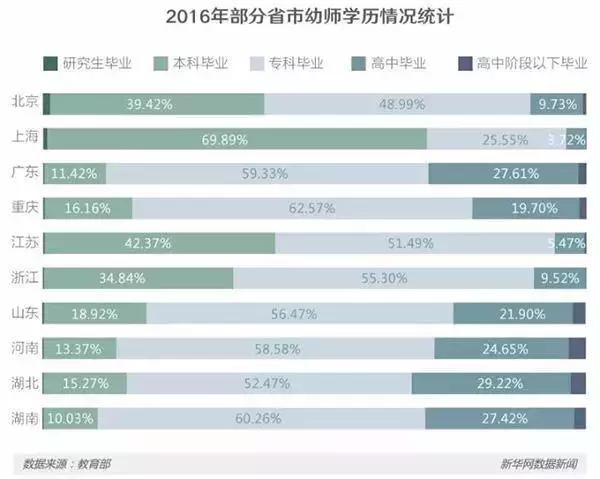 2016年部分省市幼师学历情况统计
研究生毕业 本科毕业 专科毕业 高中毕业 高中阶段以下毕业
北京 39.42% 48.99% 9.73%
上海 69.89% 25.55% 3.72%
广东 11.42% 59.33% 27.61%
重庆 16.16% 62.57% 19.70%
江苏 42.37% 51.49% 5.47%
浙江 34.84% 55.30% 9.52%
山东 18.92% 56.47% 21.90%
河南 13.37% 58.58% 24.65%
湖北 15.27% 52.47% 29.22%
湖南 10.03% 60.26% 27.42%
数据来源：教育部 新华网数据新闻